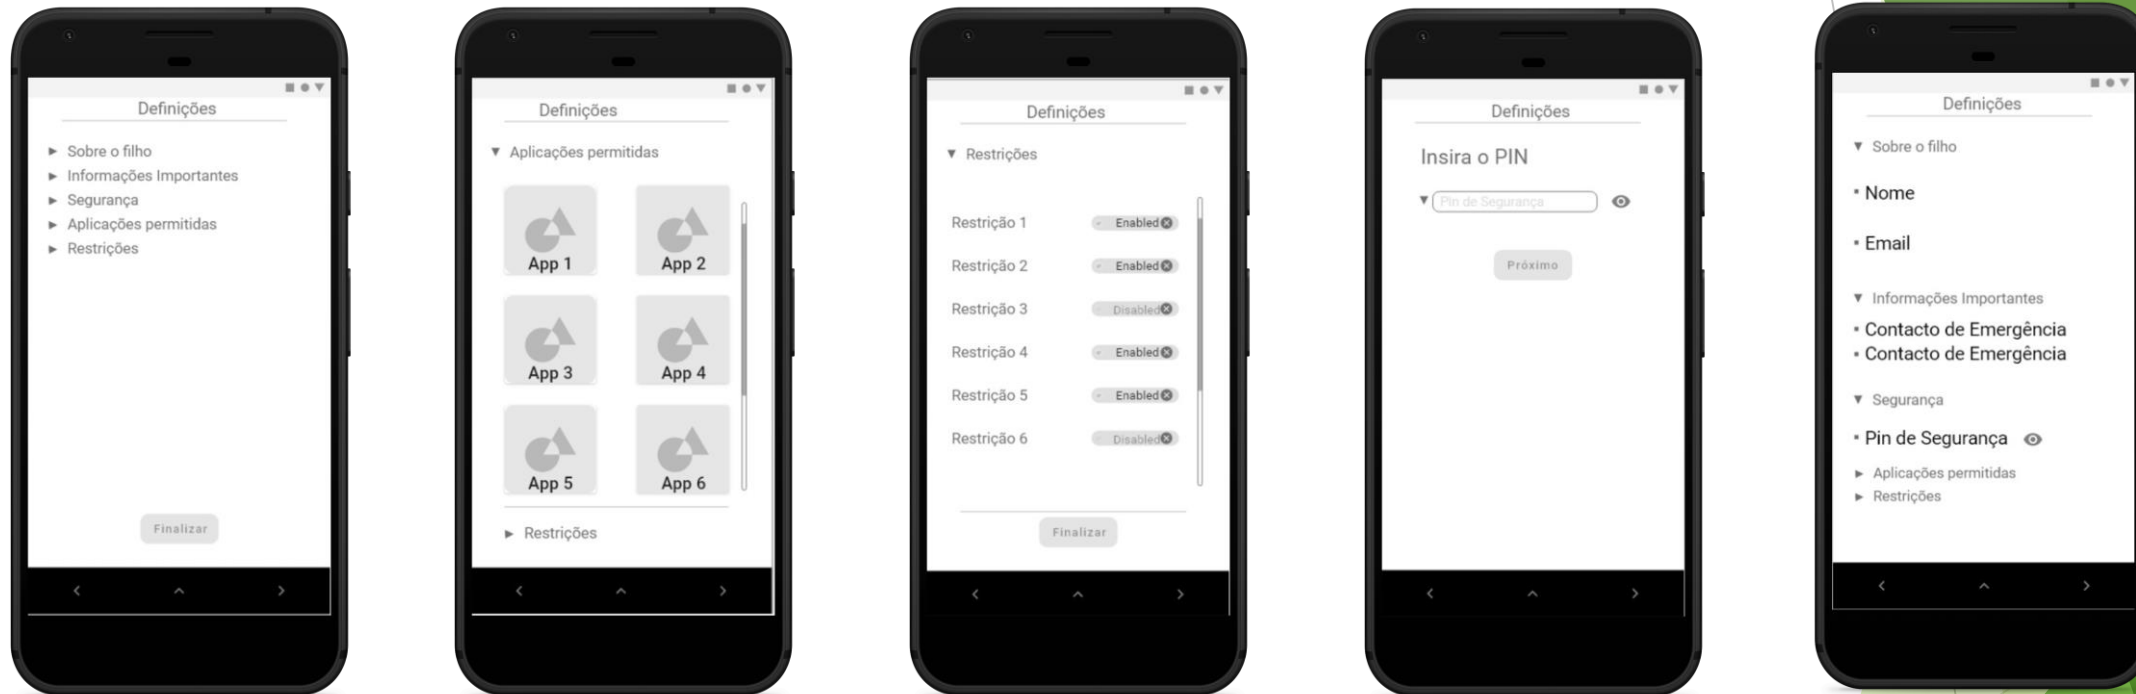 Definições
Sobre o filho
Informações Importantes
Segurança
Aplicações permitidas
Restrições
Finalizar
Definições
Aplicações permitidas
App 1
App 2
App 3
App 4
App 5
App 6
Restrições
Definições
Restrições
Restrição 1 Enabled
Restrição 2 Enabled
Restrição 3 Disabled
Restrição 4 Enabled
Restrição 5 Enabled
Restrição 6 Disabled
Finalizar
Definições
Insira o PIN
Pin de Segurança
Próximo
Definições
Sobre o filho
Nome
Email
Informações Importantes
Contacto de Emergência
Contacto de Emergência
Segurança
Pin de Segurança
Aplicações permitidas
Restrições